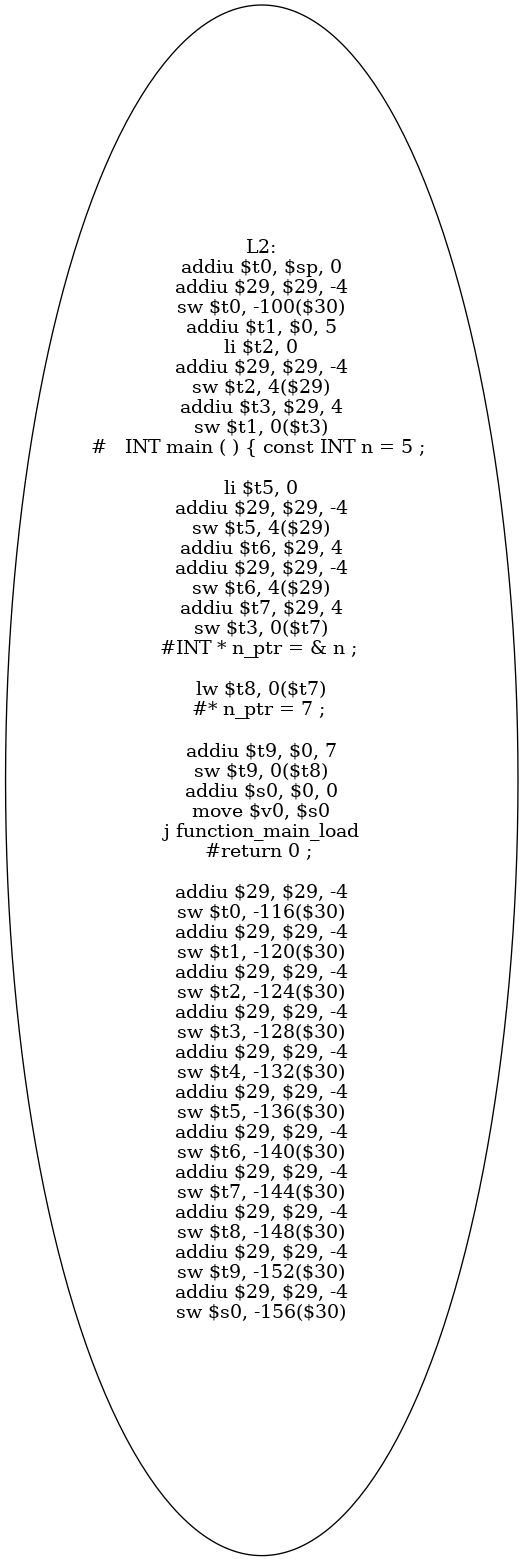 L2:
addiu $t0, $sp, 0
addiu $29, $29, -4
sw $t0, -100($30)
addiu $t1, $0, 5
li $t2, 0
addiu $29, $29, -4
sw $t2, 4($29)
addiu $t3, $29, 4
sw $t1, 0($t3)
#   INT main ( ) { const INT n = 5 ;
li $t5, 0
addiu $29, $29, -4
sw $t5, 4($29)
addiu $t6, $29, 4
addiu $29, $29, -4
sw $t6, 4($29)
addiu $t7, $29, 4
sw $t3, 0($t7)
#INT * n_ptr = & n ;
lw $t8, 0($t7)
#* n_ptr = 7 ;
addiu $t9, $0, 7
sw $t9, 0($t8)
addiu $s0, $0, 0
move $v0, $s0
j function_main_load
#return 0 ;
addiu $29, $29, -4
sw $t0, -116($30)
addiu $29, $29, -4
sw $t1, -120($30)
addiu $29, $29, -4
sw $t2, -124($30)
addiu $29, $29, -4
sw $t3, -128($30)
addiu $29, $29, -4
sw $t4, -132($30)
addiu $29, $29, -4
sw $t5, -136($30)
addiu $29, $29, -4
sw $t6, -140($30)
addiu $29, $29, -4
sw $t7, -144($30)
addiu $29, $29, -4
sw $t8, -148($30)
addiu $29, $29, -4
sw $t9, -152($30)
addiu $29, $29, -4
sw $s0, -156($30)